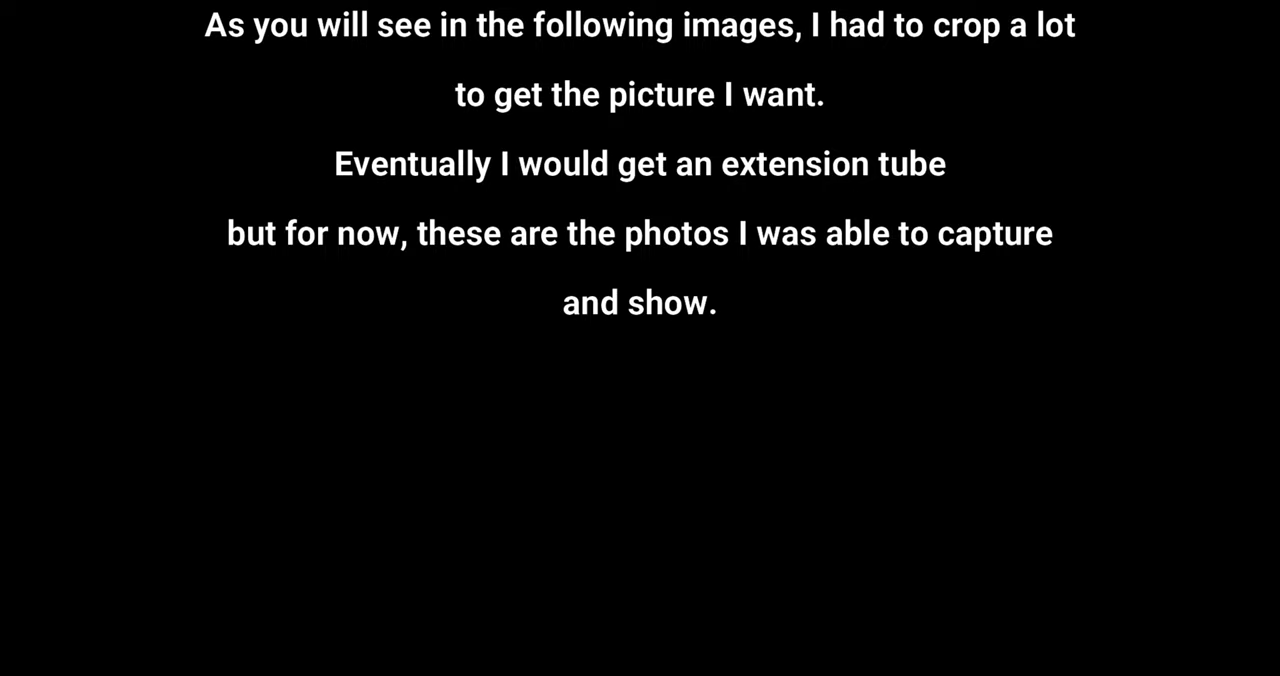 As you will see in the following images, I had to crop a lot
to get the picture I want.
Eventually I would get an extension tube
but for now, these are the photos I was able to capture
and show.